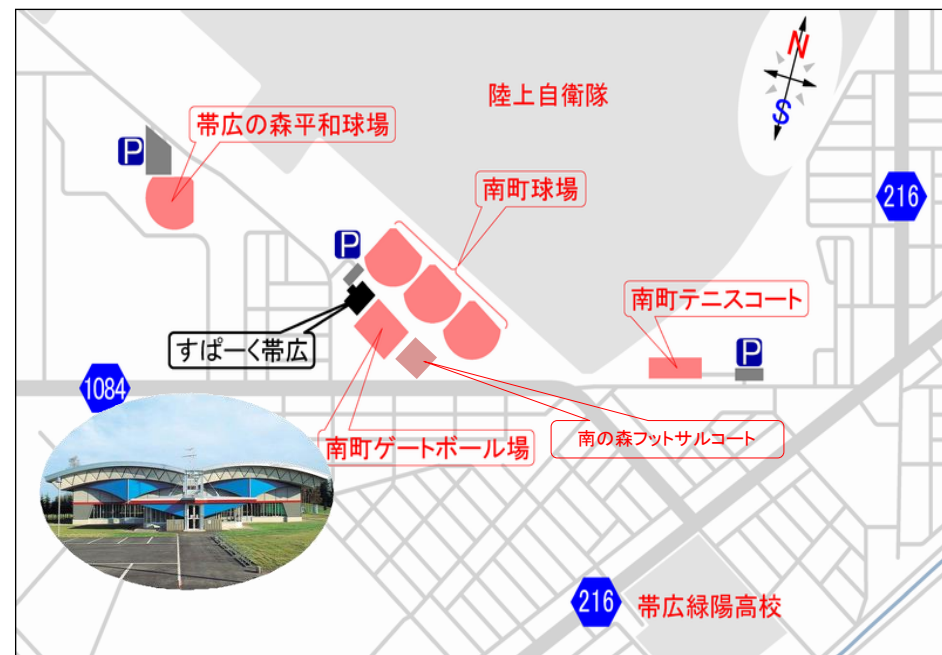 N
S
陸上自衛隊
帯広の森平和球場
P
南町球場
216
P
南町テニスコート
すぱーく帯広
P
1084
南町ゲートボール場
南の森フットサルコート
216
帯広緑陽高校